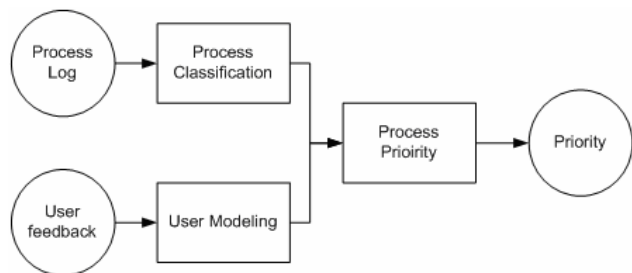 Process
Log
Process
Classification
Process
Prioirity
Priority
User
feedback
User Modeling